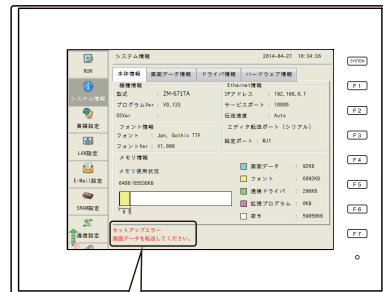 システム情報
2014-04-27 10:34:36
SYSTEM
RUN
本体情報 画面データ情報 ドライバ情報 ハードウェア情報
システム情報
機種情報
型式 : ZM-671TA
プログラムVer : V0,133
OSVer :
フォント情報
フォント : Jpn, Gothic TTF
フォントVer : V1,000
Ethernet情報
IPアドレス : 192,168,0,1
サービスポート : 10000
伝送速度 : Auto
エディタ転送ポート (シリアル)
設定ポート : MJ1
言語設定
LAN設定
E-Mail設定
SRAM設定
通信設定
メモリ情報
メモリ使用状況
6480/65536KB
9 %
画面データ : 92KB
フォント : 6092KB
通信ドライバ : 296KB
拡張プログラム : 0KB
空き : 59056KB
セットアップエラー
画面データを転送してください。
F1
F2
F3
F4
F5
F6
F7